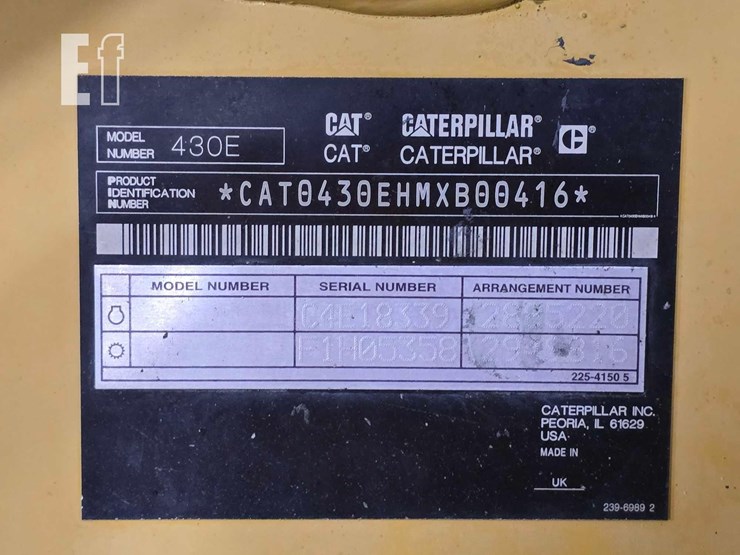 Ef
CAT® CATERPILLAR®
MODEL NUMBER 430E
CAT® CATERPILLAR®
PRODUCT IDENTIFICATION NUMBER *CAT0430EHMXB00416*
MODEL NUMBER SERIAL NUMBER ARRANGEMENT NUMBER
225-4150 5
CATERPILLAR INC.
PEORIA, IL 61629
USA
MADE IN
UK
239-6989 2